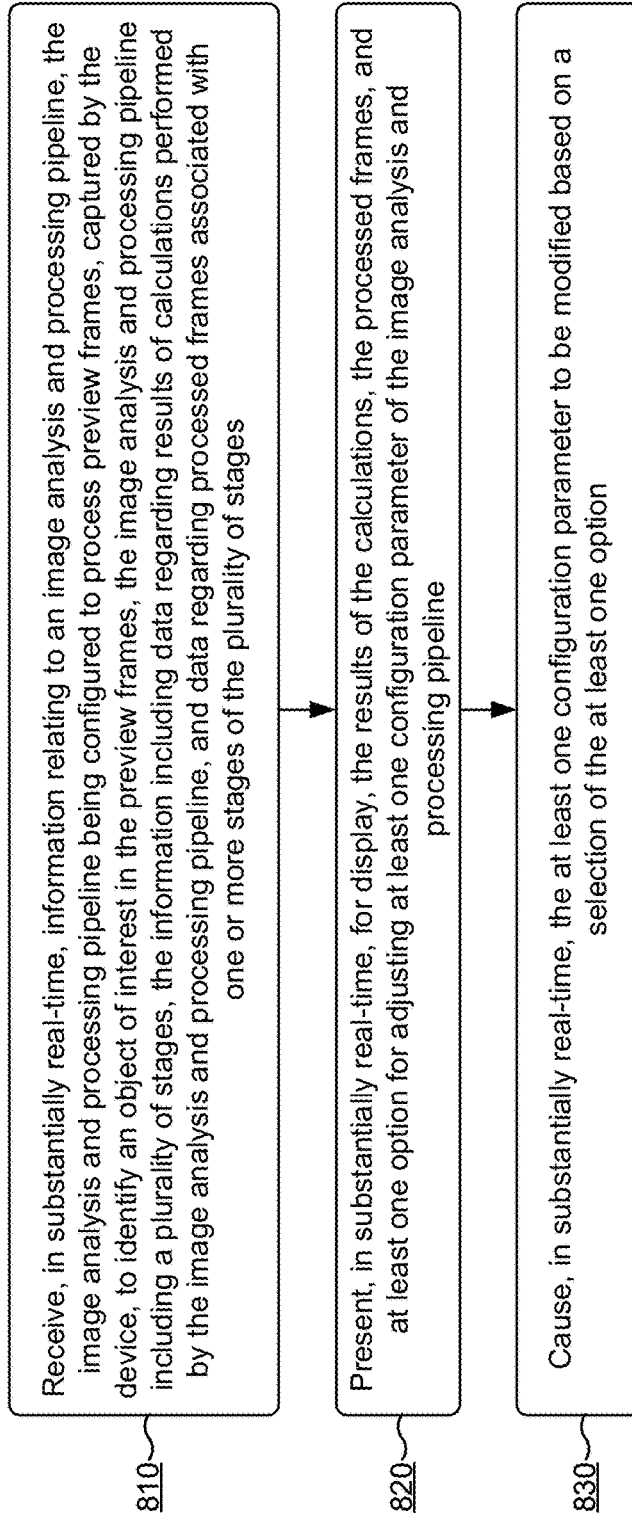 810
Receive, in substantially real-time, information relating to an image analysis and processing pipeline, the
image analysis and processing pipeline being configured to process preview frames, captured by the
device, to identify an object of interest in the preview frames, the image analysis and processing pipeline
including a plurality of stages, the information including data regarding results of calculations performed
by the image analysis and processing pipeline, and data regarding processed frames associated with
one or more stages of the plurality of stages
820
Present, in substantially real-time, for display, the results of the calculations, the processed frames, and
at least one option for adjusting at least one configuration parameter of the image analysis and
processing pipeline
830
Cause, in substantially real-time, the at least one configuration parameter to be modified based on a
selection of the at least one option